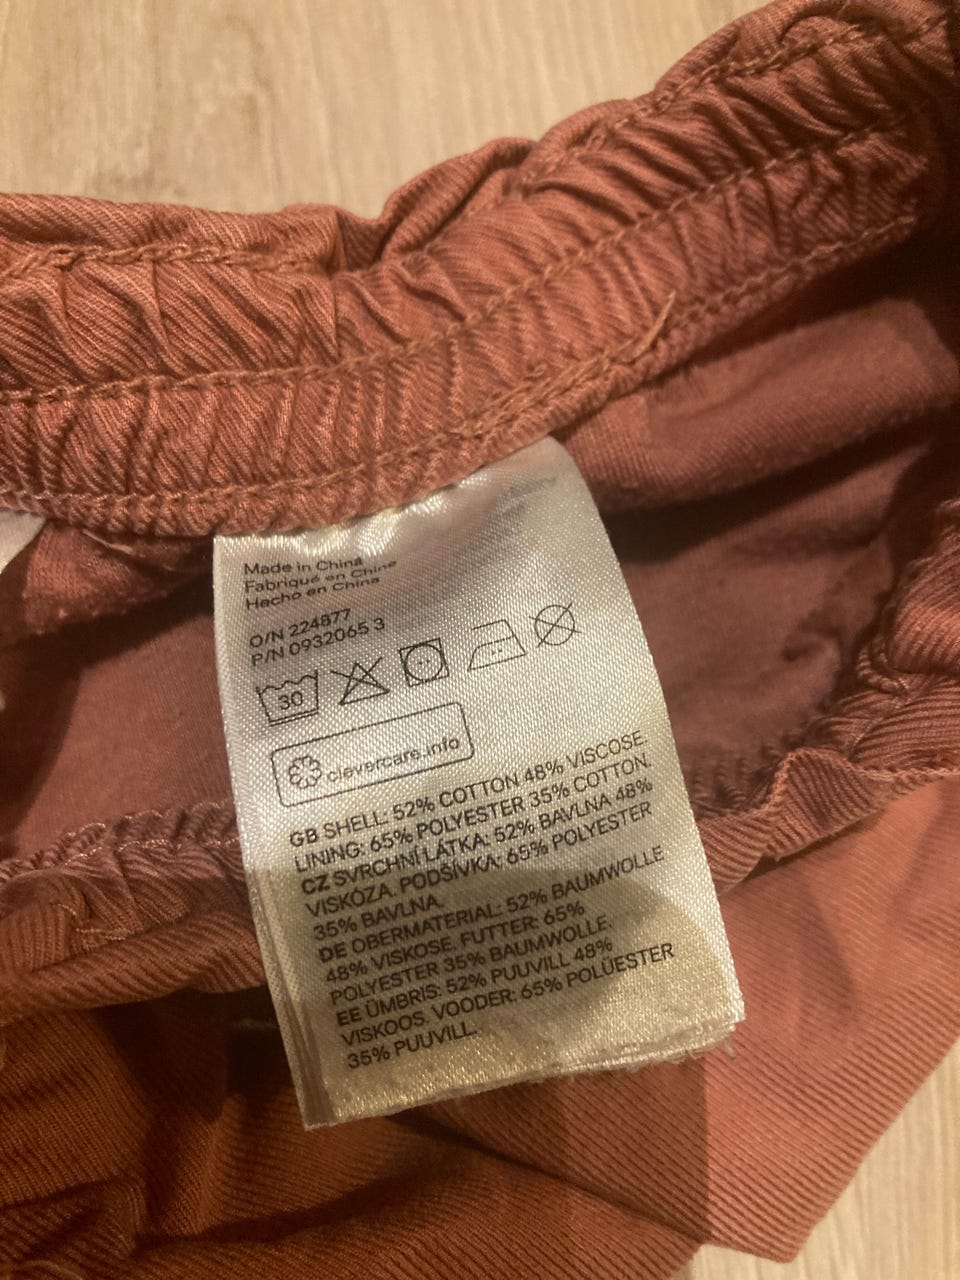 Made in China
Fabriqué en Chine
Hecho en China
O/N 224877
P/N 0932065 3
30
clevercare.info
GB SHELL: 52% COTTON 48% VISCOSE.
LINING: 65% POLYESTER 35% COTTON.
CZ SVRCHNÍ LÁTKA: 52% BAVLNA 48%
VISKÓZA. PODŠÍVKA: 65% POLYESTER
35% BAVLNA.
DE OBERMATERIAL: 52% BAUMWOLLE
48% VISKOSE. FUTTER: 65%
POLYESTER 35% BAUMWOLLE.
EE ÜMBRIS: 52% PUUVILL 48%
VISKOOS. VOODER: 65% POLÜESTER
35% PUUVILL.